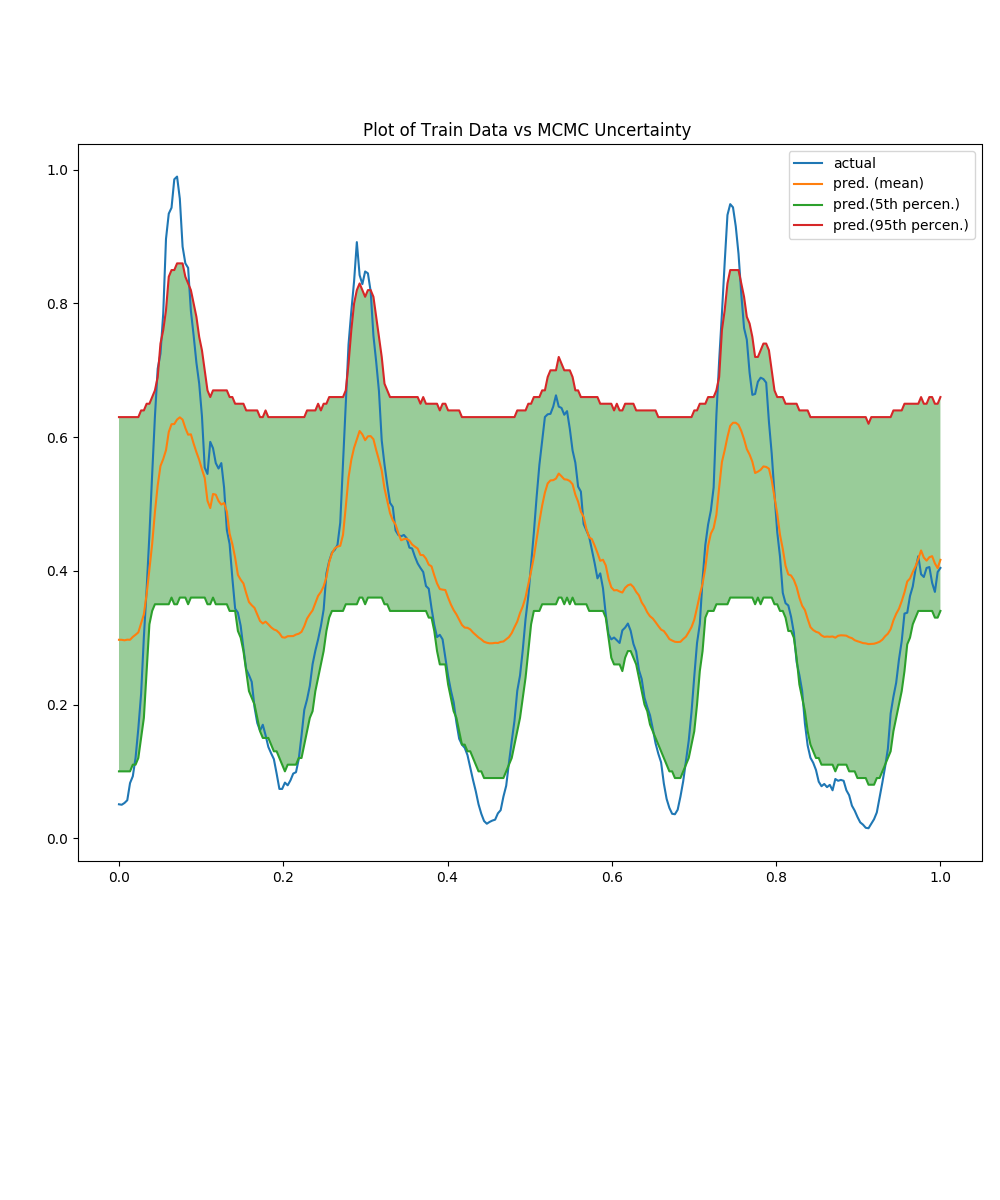 Plot of Train Data vs MCMC Uncertainty
actual
pred. (mean)
pred.(5th percen.)
pred.(95th percen.)
1.0
0.8
0.6
0.4
0.2
0.0
0.0 0.2 0.4 0.6 0.8 1.0